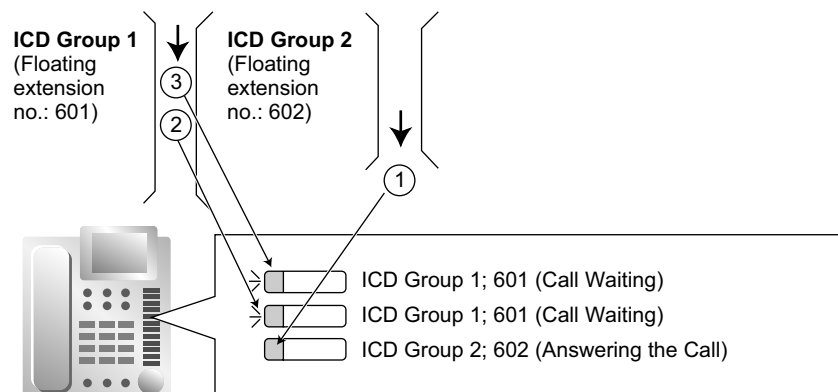 ICD Group 1
(Floating
extension
no.: 601)
ICD Group 2
(Floating
extension
no.: 602)
3
2
1
ICD Group 1; 601 (Call Waiting)
ICD Group 1; 601 (Call Waiting)
ICD Group 2; 602 (Answering the Call)